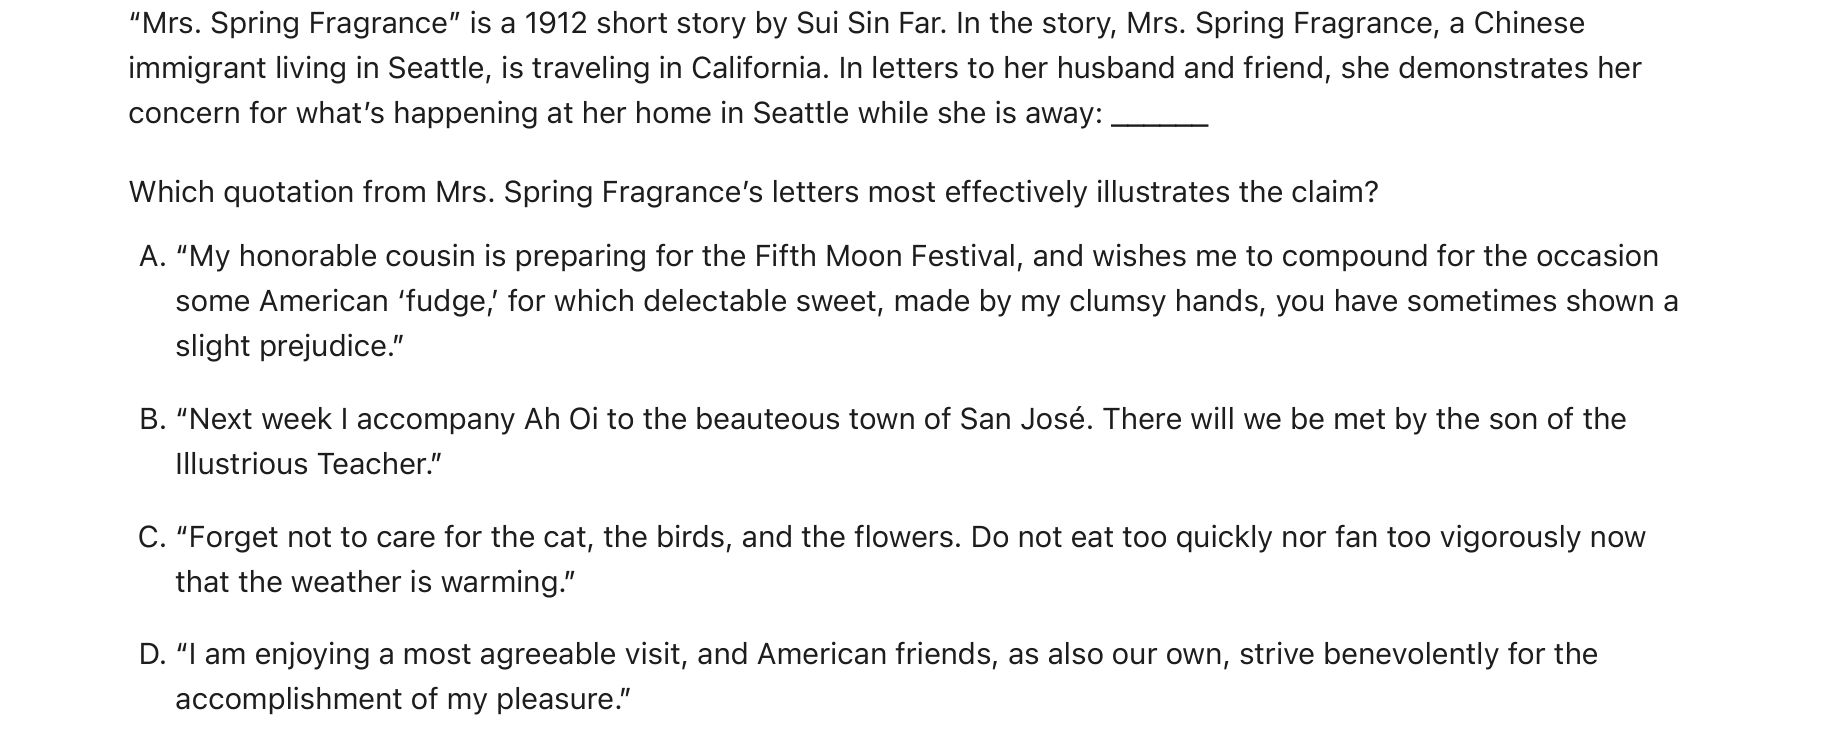 “Mrs. Spring Fragrance” is a 1912 short story by Sui Sin Far. In the story, Mrs. Spring Fragrance, a Chinese
immigrant living in Seattle, is traveling in California. In letters to her husband and friend, she demonstrates her
concern for what’s happening at her home in Seattle while she is away: ______
Which quotation from Mrs. Spring Fragrance’s letters most effectively illustrates the claim?
A. “My honorable cousin is preparing for the Fifth Moon Festival, and wishes me to compound for the occasion
some American ‘fudge,’ for which delectable sweet, made by my clumsy hands, you have sometimes shown a
slight prejudice.”
B. “Next week I accompany Ah Oi to the beauteous town of San José. There will we be met by the son of the
Illustrious Teacher.”
C. “Forget not to care for the cat, the birds, and the flowers. Do not eat too quickly nor fan too vigorously now
that the weather is warming.”
D. “I am enjoying a most agreeable visit, and American friends, as also our own, strive benevolently for the
accomplishment of my pleasure.”